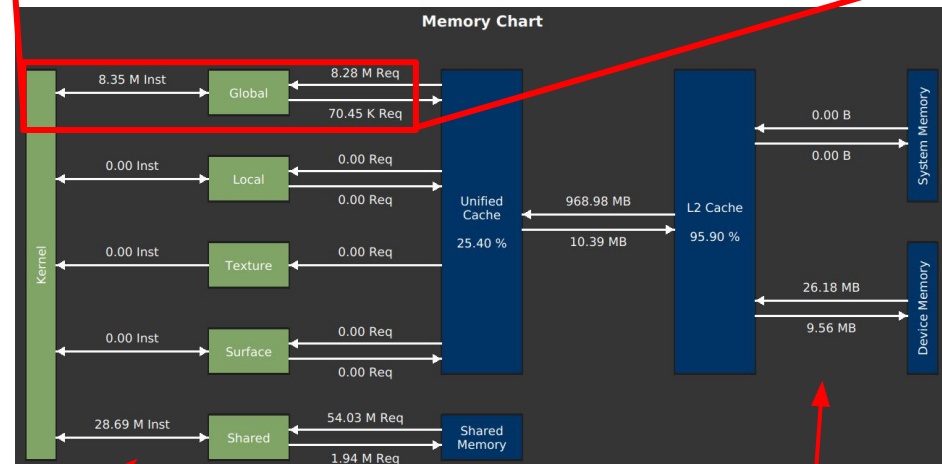 Memory Chart
8.35 M Inst
Global
8.28 M Req
70.45 K Req
0.00 Inst
Local
0.00 Req
0.00 Req
0.00 Inst
Texture
0.00 Req
0.00 Inst
Surface
0.00 Req
0.00 Req
28.69 M Inst
Shared
54.03 M Req
1.94 M Req
Kernel
Unified
Cache
25.40 %
Shared
Memory
968.98 MB
10.39 MB
L2 Cache
95.90 %
0.00 B
0.00 B
System Memory
26.18 MB
9.56 MB
Device Memory